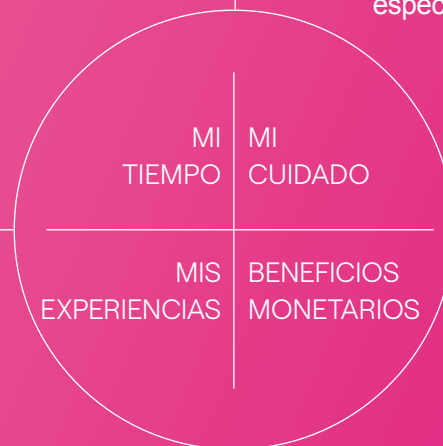 espec
MI
TIEMPO
MI
CUIDADO
MIS
EXPERIENCIAS
BENEFICIOS
MONETARIOS